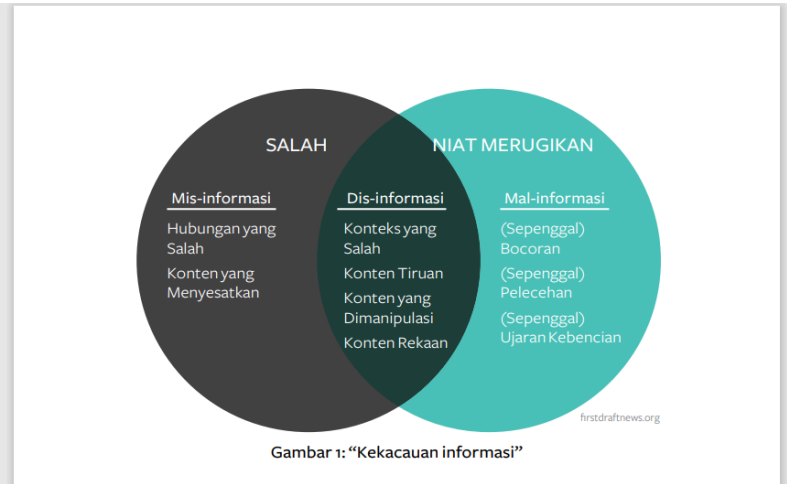 SALAH
NIAT MERUGIKAN
Mis-informasi
Hubungan yang
Salah
Konten yang
Menyesatkan
Dis-informasi
Konteks yang
Salah
Konten Tiruan
Konten yang
Dimanipulasi
Konten Rekaan
Mal-informasi
(Sepenggal)
Bocoran
(Sepenggal)
Pelecehan
(Sepenggal)
Ujaran Kebencian
firstdraftnews.org
Gambar 1: “Kekacauan informasi”